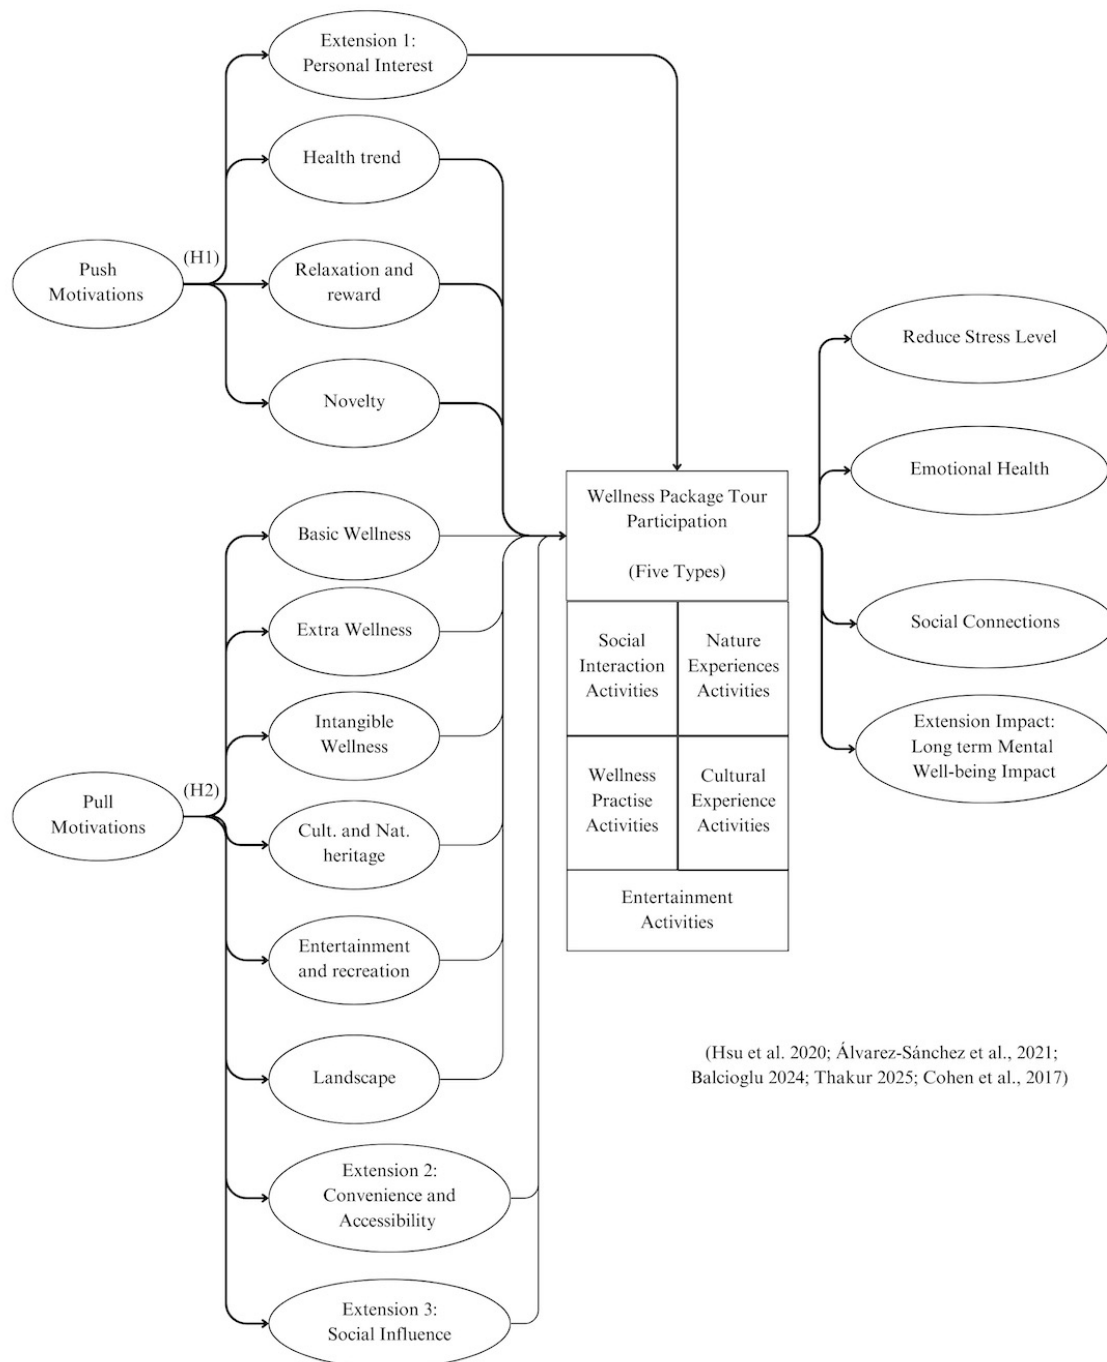 Extension 1:
Personal Interest
Health trend
(H1)
Push
Motivations
Relaxation and
reward
Novelty
Reduce Stress Level
Emotional Health
Social Connections
Extension Impact:
Long term Mental
Well-being Impact
Wellness Package Tour
Participation
(Five Types)
Social
Interaction
Activities
Nature
Experiences
Activities
Wellness
Practise
Activities
Cultural
Experience
Activities
Entertainment
Activities
Basic Wellness
Extra Wellness
Intangible
Wellness
(H2)
Pull
Motivations
Cult. and Nat.
heritage
Entertainment
and recreation
Landscape
Extension 2:
Convenience and
Accessibility
Extension 3:
Social Influence
(Hsu et al. 2020; Álvarez-Sánchez et al., 2021;
Balcioglu 2024; Thakur 2025; Cohen et al., 2017)